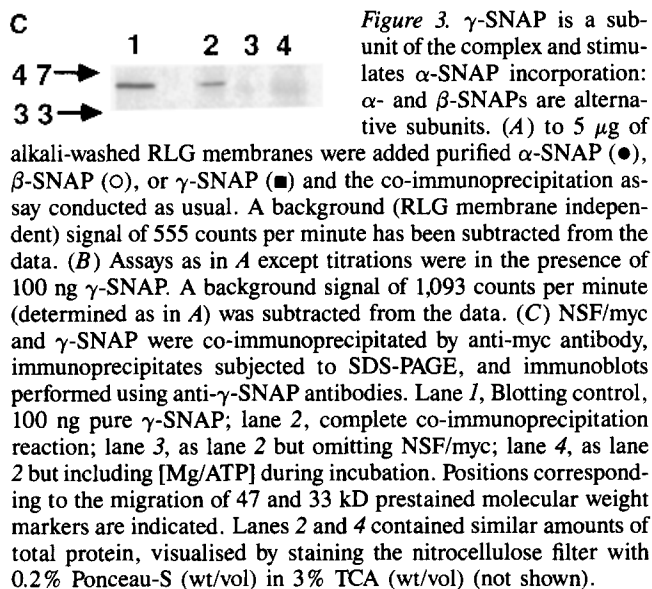 C
1 2 3 4
47
33
Figure 3. γ-SNAP is a sub-
unit of the complex and stimu-
lates α-SNAP incorporation:
α- and β-SNAPs are alterna-
tive subunits. (A) to 5 μg of
alkali-washed RLG membranes were added purified α-SNAP (●),
β-SNAP (○), or γ-SNAP (■) and the co-immunoprecipitation as-
say conducted as usual. A background (RLG membrane indepen-
dent) signal of 555 counts per minute has been subtracted from the
data. (B) Assays as in A except titrations were in the presence of
100 ng γ-SNAP. A background signal of 1,093 counts per minute
(determined as in A) was subtracted from the data. (C) NSF/myc
and γ-SNAP were co-immunoprecipitated by anti-myc antibody,
immunoprecipitates subjected to SDS-PAGE, and immunoblots
performed using anti-γ-SNAP antibodies. Lane 1, Blotting control,
100 ng pure γ-SNAP; lane 2, complete co-immunoprecipitation
reaction; lane 3, as lane 2 but omitting NSF/myc; lane 4, as lane
2 but including [Mg/ATP] during incubation. Positions correspond-
ing to the migration of 47 and 33 kD prestained molecular weight
markers are indicated. Lanes 2 and 4 contained similar amounts of
total protein, visualised by staining the nitrocellulose filter with
0.2% Ponceau-S (wt/vol) in 3% TCA (wt/vol) (not shown).